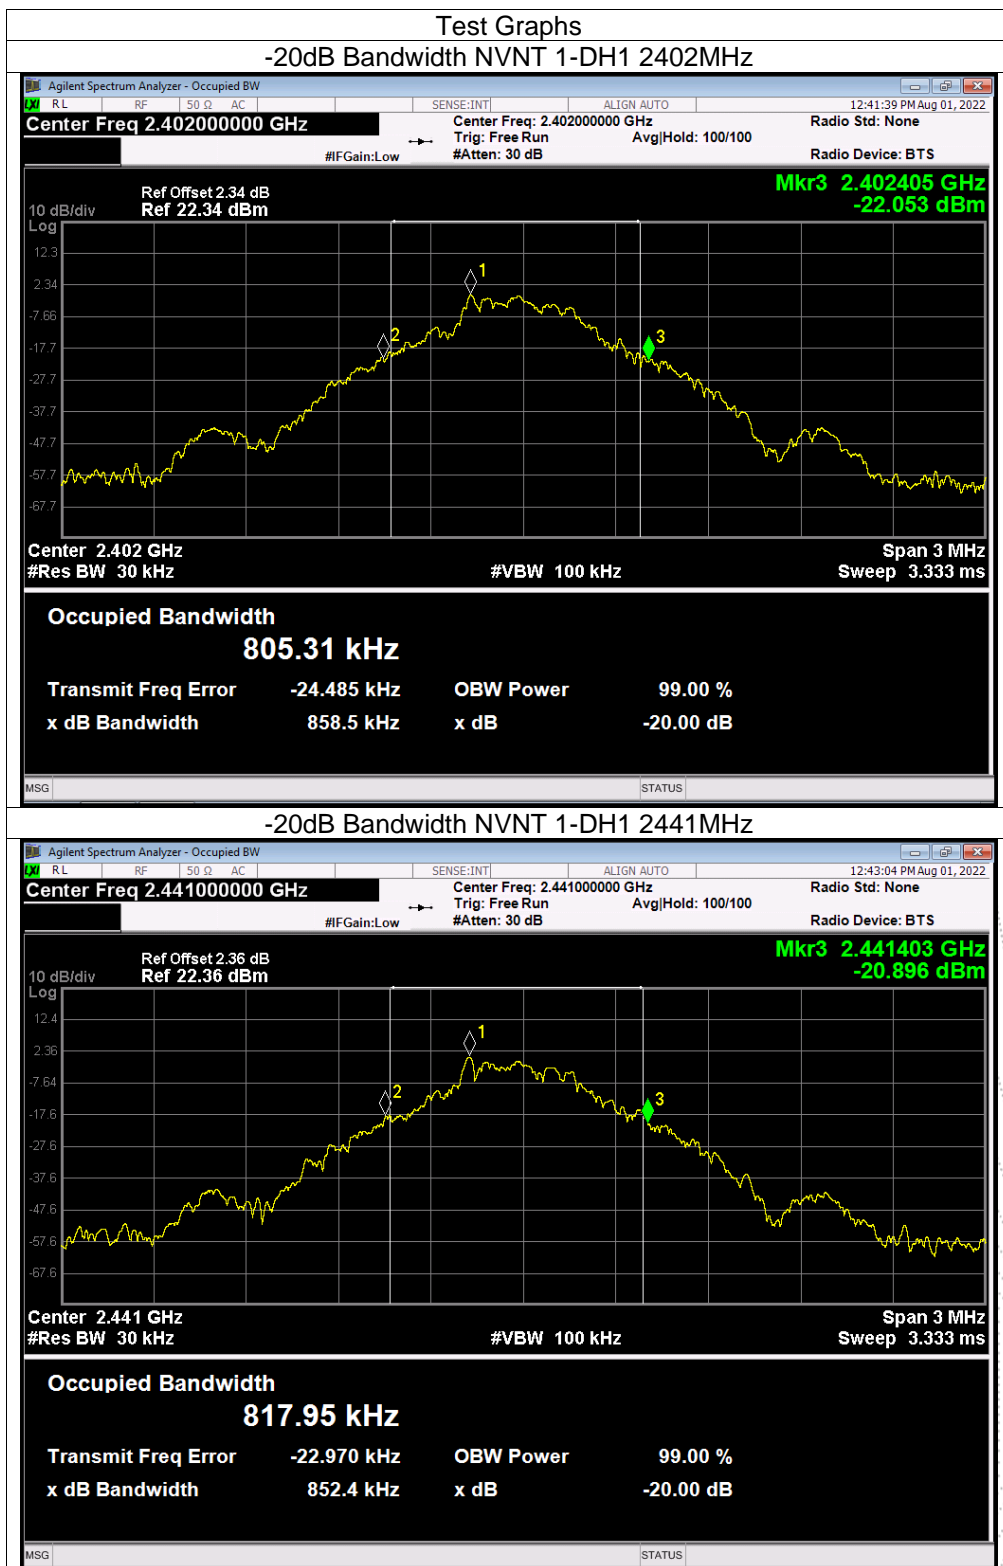 Test Graphs
-20dB Bandwidth NVNT 1-DH1 2402MHz
Agilent Spectrum Analyzer - Occupied BW
LXI RL RF 50 Ω AC SENSE:INT ALIGN AUTO 12:41:39 PM Aug 01, 2022
Center Freq 2.402000000 GHz Center Freq: 2.402000000 GHz Radio Std: None
Trig: Free Run Avg|Hold: 100/100
#IFGain:Low #Atten: 30 dB Radio Device: BTS
Mkr3 2.402405 GHz
Ref Offset 2.34 dB
10 dB/div Ref 22.34 dBm -22.053 dBm
Log
12.3
1
2.34
-7.66
2
3
-17.7
-27.7
-37.7
-47.7
-57.7
-67.7
Center 2.402 GHz Span 3 MHz
#Res BW 30 kHz #VBW 100 kHz Sweep 3.333 ms
Occupied Bandwidth
805.31 kHz
Transmit Freq Error -24.485 kHz OBW Power 99.00 %
x dB Bandwidth 858.5 kHz x dB -20.00 dB
MSG STATUS
-20dB Bandwidth NVNT 1-DH1 2441MHz
Agilent Spectrum Analyzer - Occupied BW
LXI RL RF 50 Ω AC SENSE:INT ALIGN AUTO 12:43:04 PM Aug 01, 2022
Center Freq 2.441000000 GHz Center Freq: 2.441000000 GHz Radio Std: None
Trig: Free Run Avg|Hold: 100/100
#IFGain:Low #Atten: 30 dB Radio Device: BTS
Mkr3 2.441403 GHz
Ref Offset 2.36 dB
10 dB/div Ref 22.36 dBm -20.896 dBm
Log
12.4
1
2.36
-7.64
2
3
-17.6
-27.6
-37.6
-47.6
-57.6
-67.6
Center 2.441 GHz Span 3 MHz
#Res BW 30 kHz #VBW 100 kHz Sweep 3.333 ms
Occupied Bandwidth
817.95 kHz
Transmit Freq Error -22.970 kHz OBW Power 99.00 %
x dB Bandwidth 852.4 kHz x dB -20.00 dB
MSG STATUS